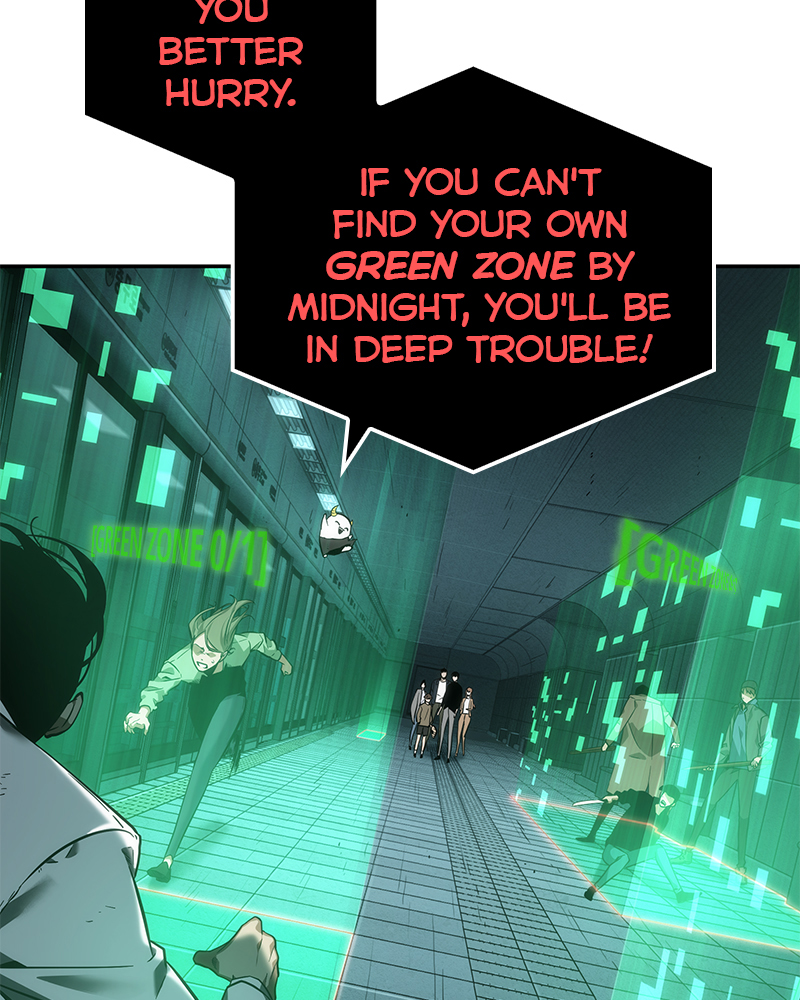 YOU
BETTER
HURRY.
IF YOU CAN'T
FIND YOUR OWN
GREEN ZONE BY
MIDNIGHT, YOU'LL BE
IN DEEP TROUBLE!
[GREEN ZONE 0/1]
[GREEN